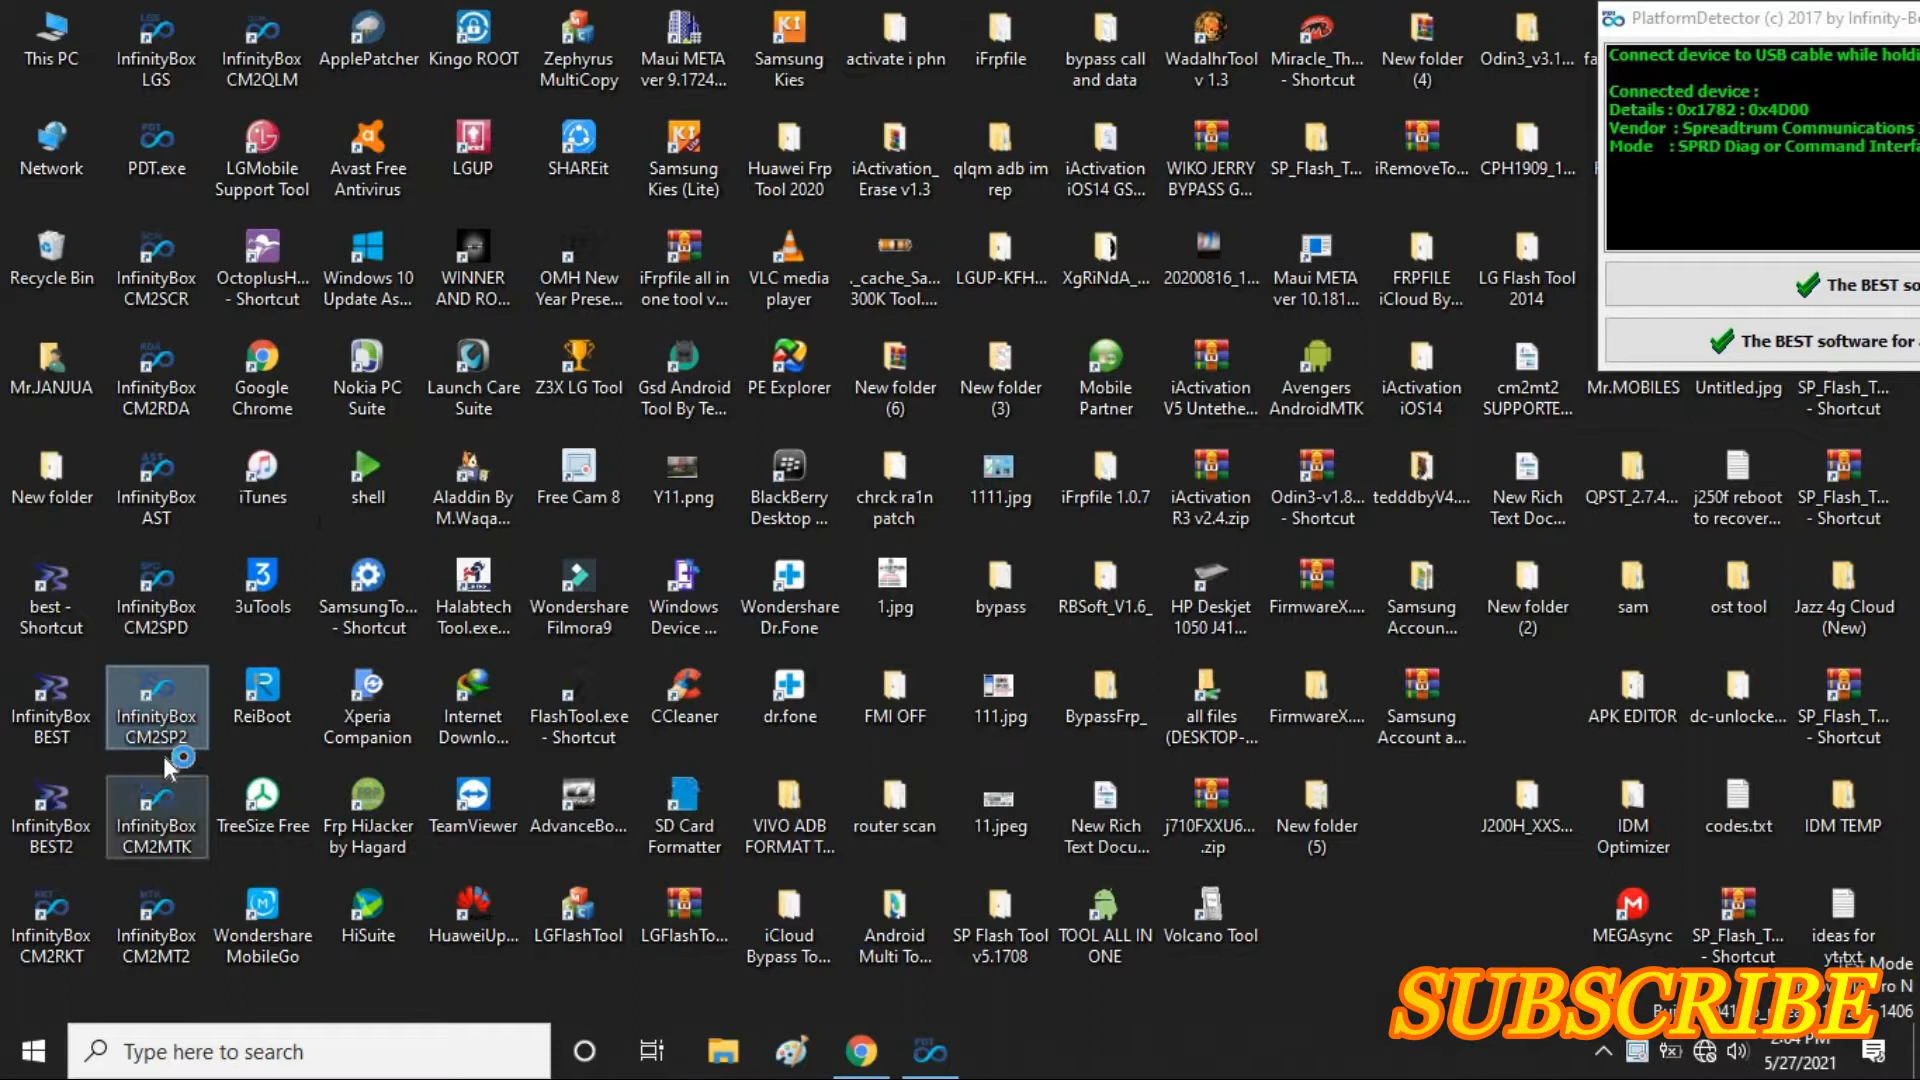 This PC
InfinityBox
LGS
InfinityBox
CM2QLM
ApplePatcher
Kingo ROOT
Zephyrus
MultiCopy
Maui META
ver 9.1724...
Samsung
Kies
activate i phn
iFrpfile
bypass call
and data
WadalhrTool
v 1.3
Miracle_Th...
- Shortcut
New folder
(4)
Odin3_v3.1...
Network
PDT.exe
LGMobile
Support Tool
Avast Free
Antivirus
LGUP
SHAREit
Samsung
Kies (Lite)
Huawei Frp
Tool 2020
iActivation_
Erase v1.3
qlqm adb im
rep
iActivation
iOS14 GS...
WIKO JERRY
BYPASS G...
SP_Flash_T...
iRemoveTo...
CPH1909_1...
Recycle Bin
InfinityBox
CM2SCR
OctoplusH...
- Shortcut
Windows 10
Update As...
WINNER
AND RO...
OMH New
Year Prese...
iFrpfile all in
one tool v...
VLC media
player
._cache_Sa...
300K Tool....
LGUP-KFH...
XgRiNdA_...
20200816_1...
Maui META
ver 10.181...
FRPFILE
iCloud By...
LG Flash Tool
2014
Mr.JANJUA
InfinityBox
CM2RDA
Google
Chrome
Nokia PC
Suite
Launch Care
Suite
Z3X LG Tool
Gsd Android
Tool By Te...
PE Explorer
New folder
(6)
New folder
(3)
Mobile
Partner
iActivation
V5 Untethe...
Avengers
AndroidMTK
iActivation
iOS14
cm2mt2
SUPPORTE...
Mr.MOBILES
Untitled.jpg
SP_Flash_T...
- Shortcut
New folder
InfinityBox
AST
iTunes
shell
Aladdin By
M.Waqa...
Free Cam 8
Y11.png
BlackBerry
Desktop ...
chrck ra1n
patch
1111.jpg
iFrpfile 1.0.7
iActivation
R3 v2.4.zip
Odin3-v1.8...
- Shortcut
tedddbyV4....
New Rich
Text Doc...
QPST_2.7.4...
j250f reboot
to recover...
SP_Flash_T...
- Shortcut
best -
Shortcut
InfinityBox
CM2SPD
3uTools
SamsungTo...
- Shortcut
Halabtech
Tool.exe...
Wondershare
Filmora9
Windows
Device ...
Wondershare
Dr.Fone
1.jpg
bypass
RBSoft_V1.6_
HP Deskjet
1050 J41...
FirmwareX....
Samsung
Accoun...
New folder
(2)
sam
ost tool
Jazz 4g Cloud
(New)
InfinityBox
BEST
InfinityBox
CM2SP2
ReiBoot
Xperia
Companion
Internet
Downlo...
FlashTool.exe
- Shortcut
CCleaner
dr.fone
FMI OFF
111.jpg
BypassFrp_
all files
(DESKTOP-...
FirmwareX....
Samsung
Account a...
APK EDITOR
dc-unlocke...
SP_Flash_T...
- Shortcut
InfinityBox
BEST2
InfinityBox
CM2MTK
TreeSize Free
Frp HiJacker
by Hagard
TeamViewer
AdvanceBo...
SD Card
Formatter
VIVO ADB
FORMAT T...
router scan
11.jpeg
New Rich
Text Docu...
j710FXXU6...
.zip
New folder
(5)
J200H_XXS...
IDM
Optimizer
codes.txt
IDM TEMP
InfinityBox
CM2RKT
InfinityBox
CM2MT2
Wondershare
MobileGo
HiSuite
HuaweiUp...
LGFlashTool
LGFlashTo...
iCloud
Bypass To...
Android
Multi To...
SP Flash Tool
v5.1708
TOOL ALL IN
ONE
Volcano Tool
MEGAsync
SP_Flash_T...
- Shortcut
ideas for
yt.txt
PlatformDetector (c) 2017 by Infinity-B
Connect device to USB cable while holdi
Connected device :
Details : 0x1782 : 0x4D00
Vendor : Spreadtrum Communications
Mode : SPRD Diag or Command Interfa
The BEST so
The BEST software for
Mode
SUBSCRIBE
Type here to search
5/27/2021